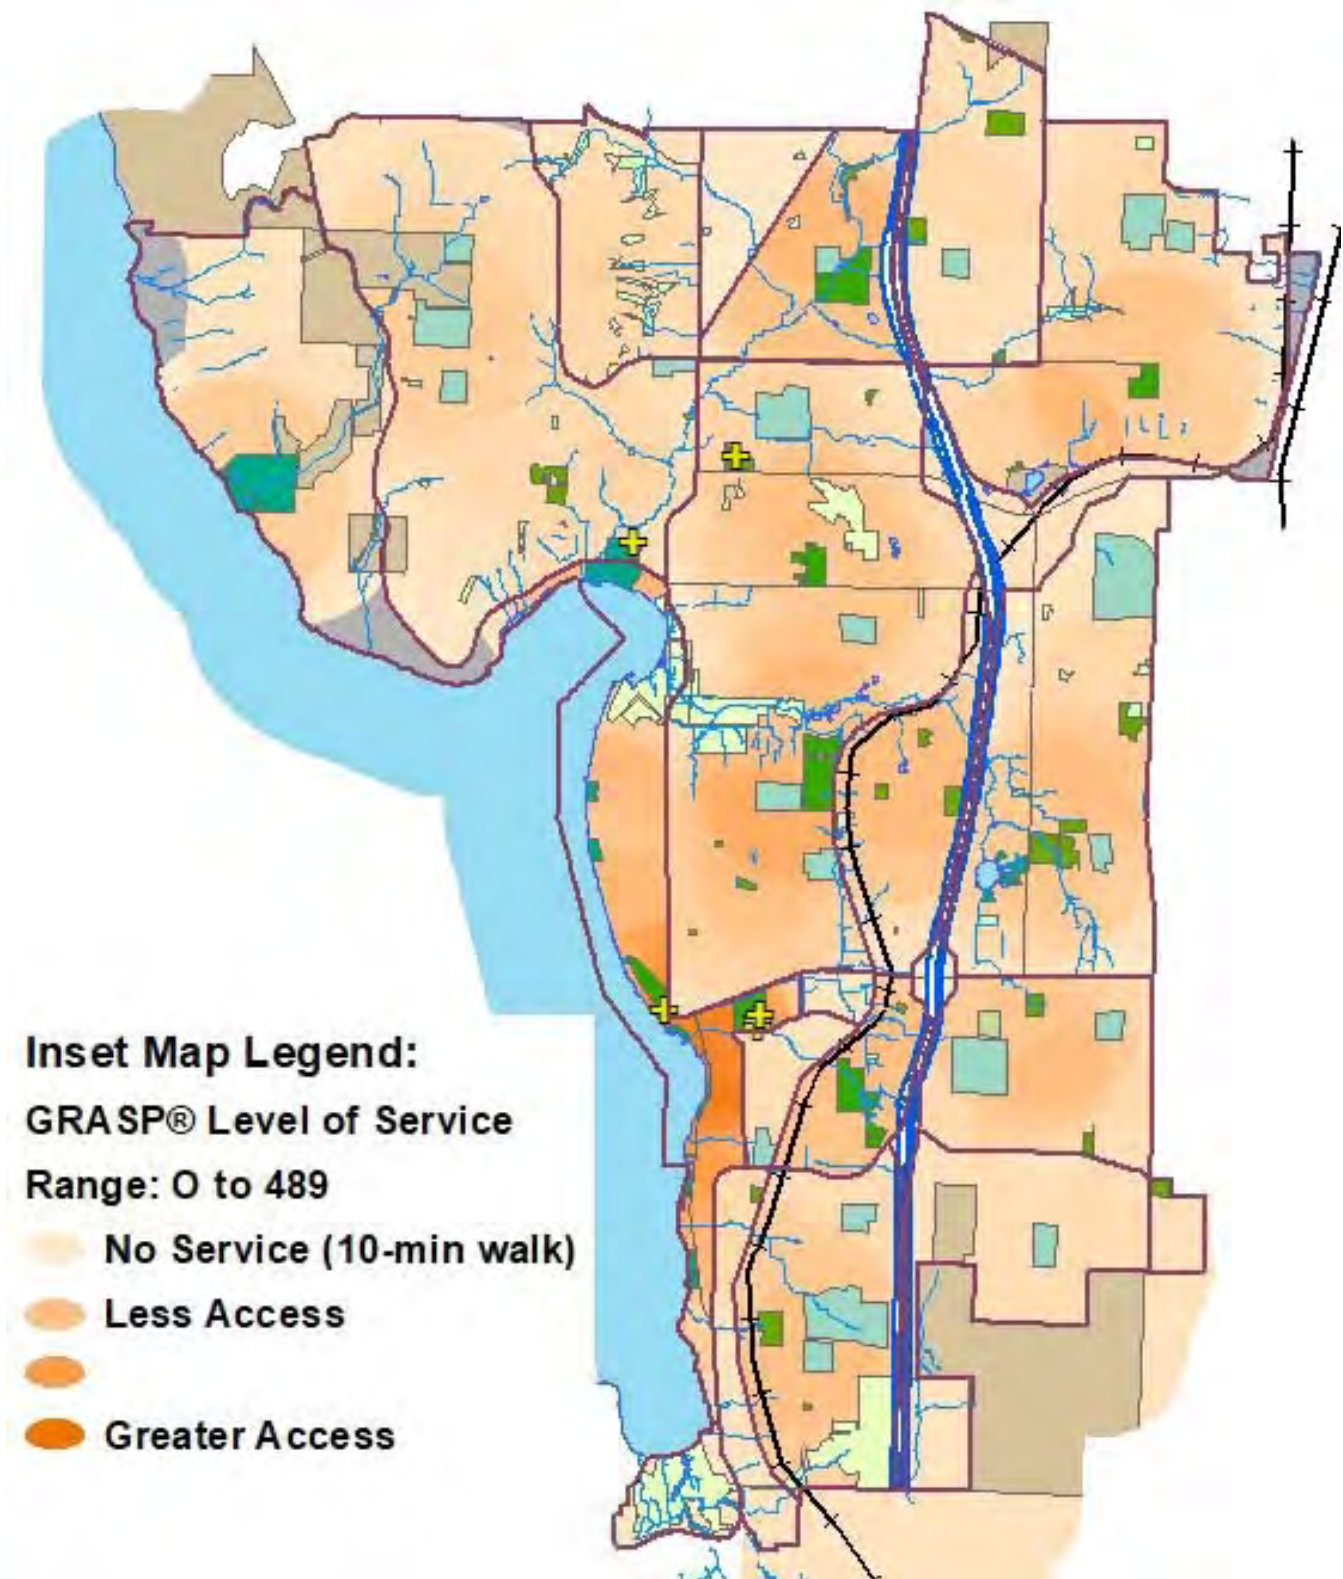 Inset Map Legend:
GRASP® Level of Service
Range: O to 489
No Service (10-min walk)
Less Access
Greater Access